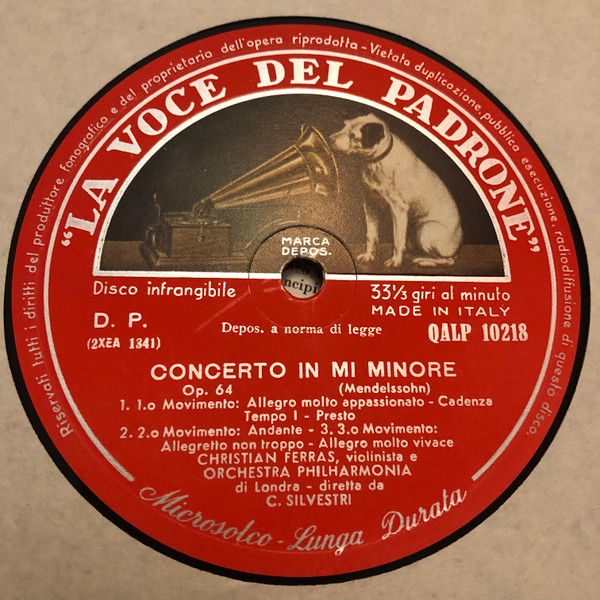 Riservati tutti i diritti del produttore fonografico e del proprietario dell'opera riprodotta - Vietata duplicazione, pubblica esecuzione, radiodiffusione di questo disco.
"LA VOCE DEL PADRONE"
MARCA
DEPOS.
ncipi
Disco infrangibile
33⅓ giri al minuto
MADE IN ITALY
D. P.
(2XEA 1341)
Depos. a norma di legge
QALP 10218
CONCERTO IN MI MINORE
Op. 64 (Mendelssohn)
1. 1.o Movimento: Allegro molto appassionato - Cadenza
Tempo I - Presto
2. 2.o Movimento: Andante - 3. 3.o Movimento:
Allegretto non troppo - Allegro molto vivace
CHRISTIAN FERRAS, violinista e
ORCHESTRA PHILHARMONIA
di Londra - diretta da
C. SILVESTRI
Microsolco - Lunga Durata